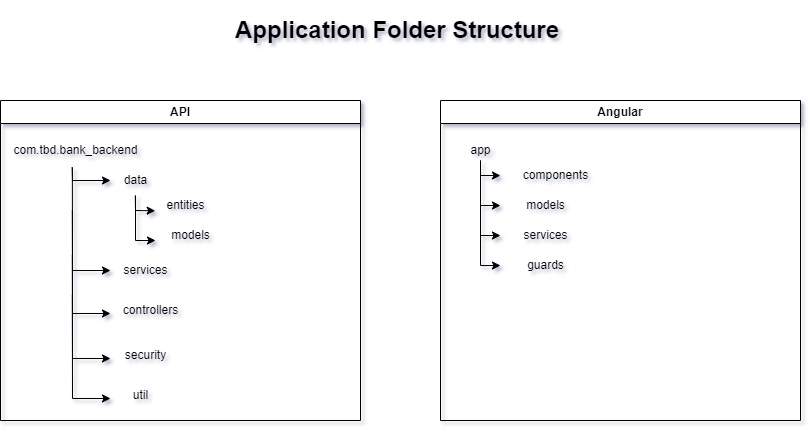 Application Folder Structure
API
com.tbd.bank_backend
data
entities
models
services
controllers
security
util
Angular
app
components
models
services
guards